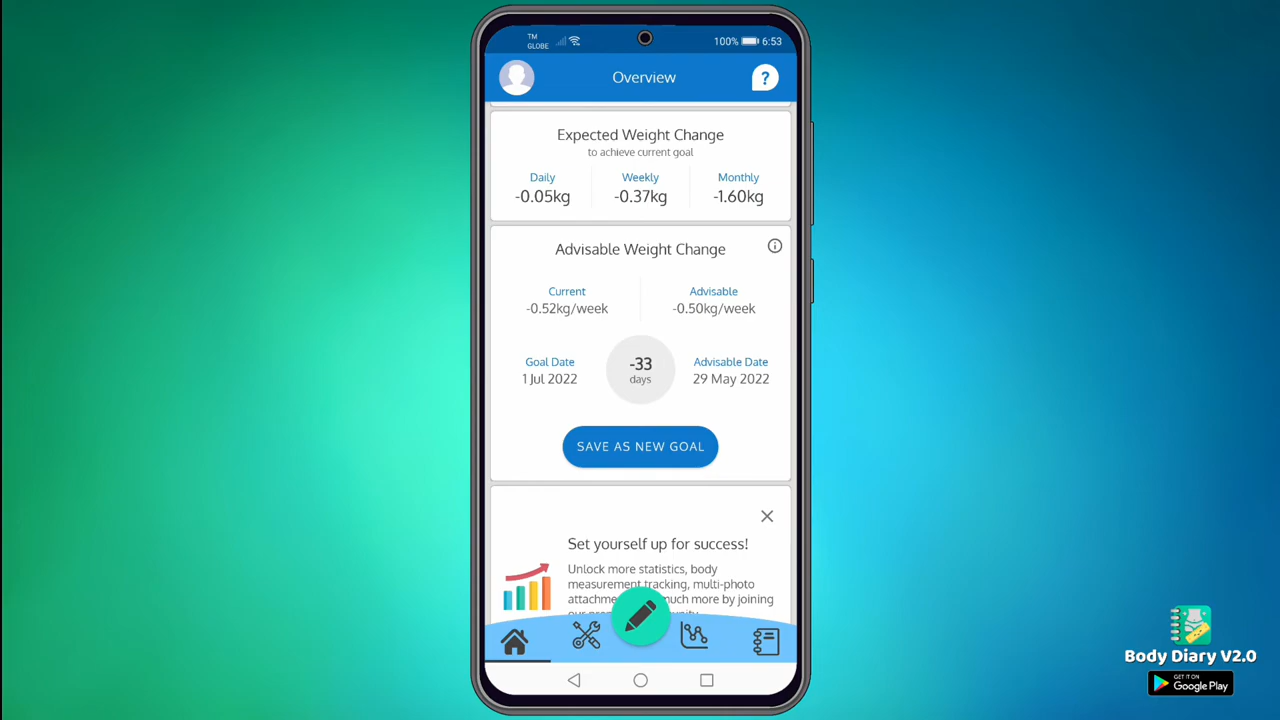 TM
GLOBE
100%
6:53
Overview
?
Expected Weight Change
to achieve current goal
Daily
-0.05kg
Weekly
-0.37kg
Monthly
-1.60kg
Advisable Weight Change
Current
-0.52kg/week
Advisable
-0.50kg/week
Goal Date
1 Jul 2022
-33
days
Advisable Date
29 May 2022
SAVE AS NEW GOAL
Set yourself up for success!
Unlock more statistics, body
measurement tracking, multi-photo
much more by joining
Body Diary V2.0
GET IT ON
Google Play